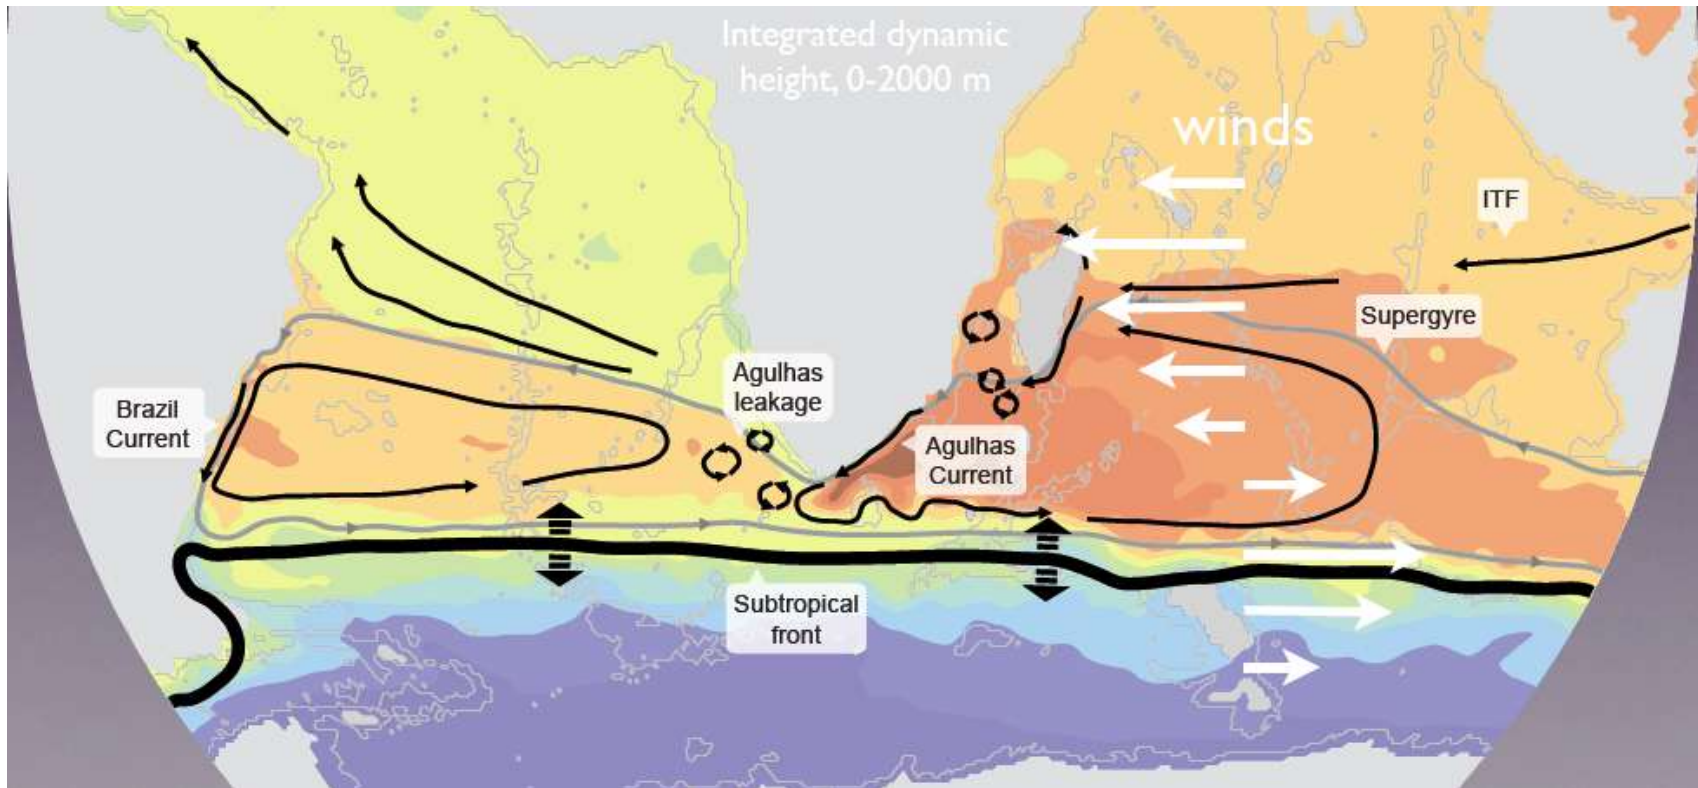 Integrated dynamic
height, 0-2000 m
winds
ITF
Supergyre
Agulhas
leakage
Brazil
Current
Agulhas
Current
Subtropical
front